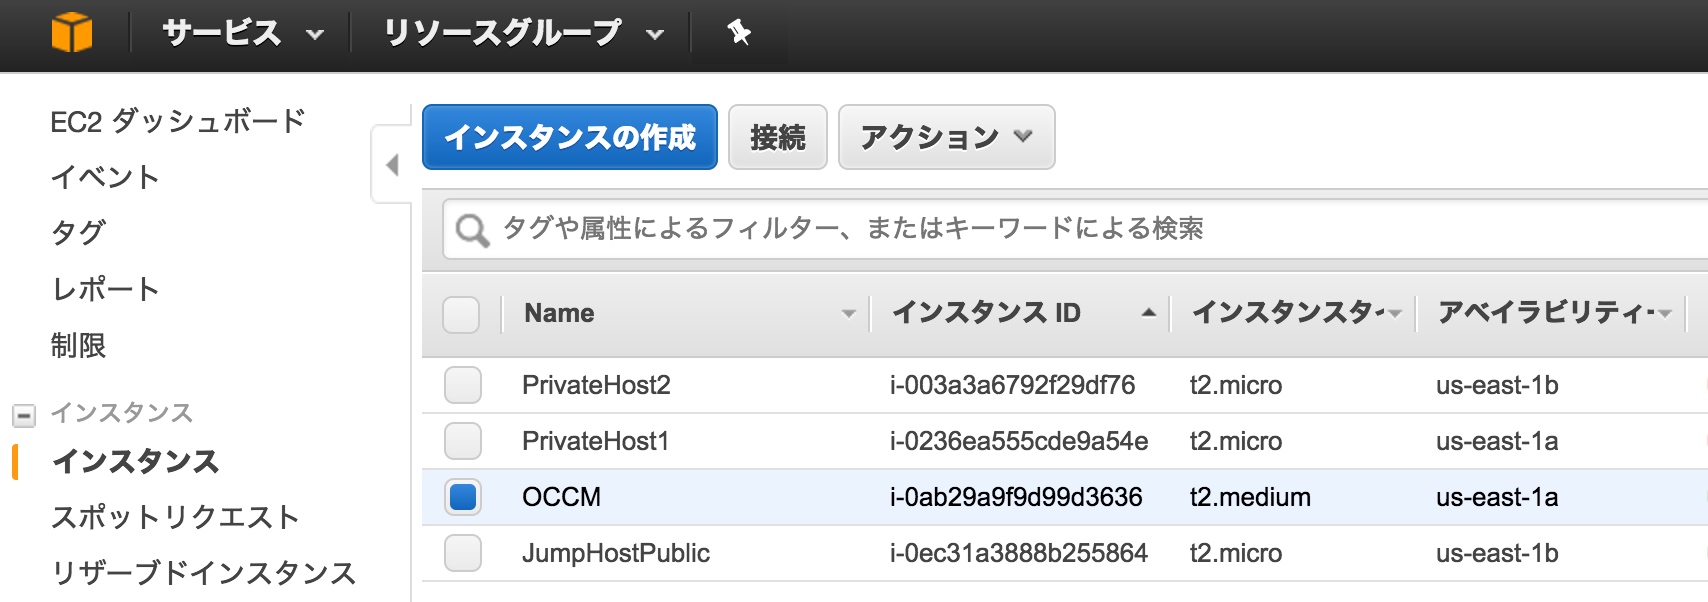 サービス リソースグループ
EC2 ダッシュボード
イベント
タグ
レポート
制限
インスタンス
インスタンス
スポットリクエスト
リザーブドインスタンス
インスタンスの作成 接続 アクション
タグや属性によるフィルター、またはキーワードによる検索
Name インスタンス ID インスタンスタイ アベイラビリティー
PrivateHost2 i-003a3a6792f29df76 t2.micro us-east-1b
PrivateHost1 i-0236ea555cde9a54e t2.micro us-east-1a
OCCM i-0ab29a9f9d99d3636 t2.medium us-east-1a
JumpHostPublic i-0ec31a3888b255864 t2.micro us-east-1b